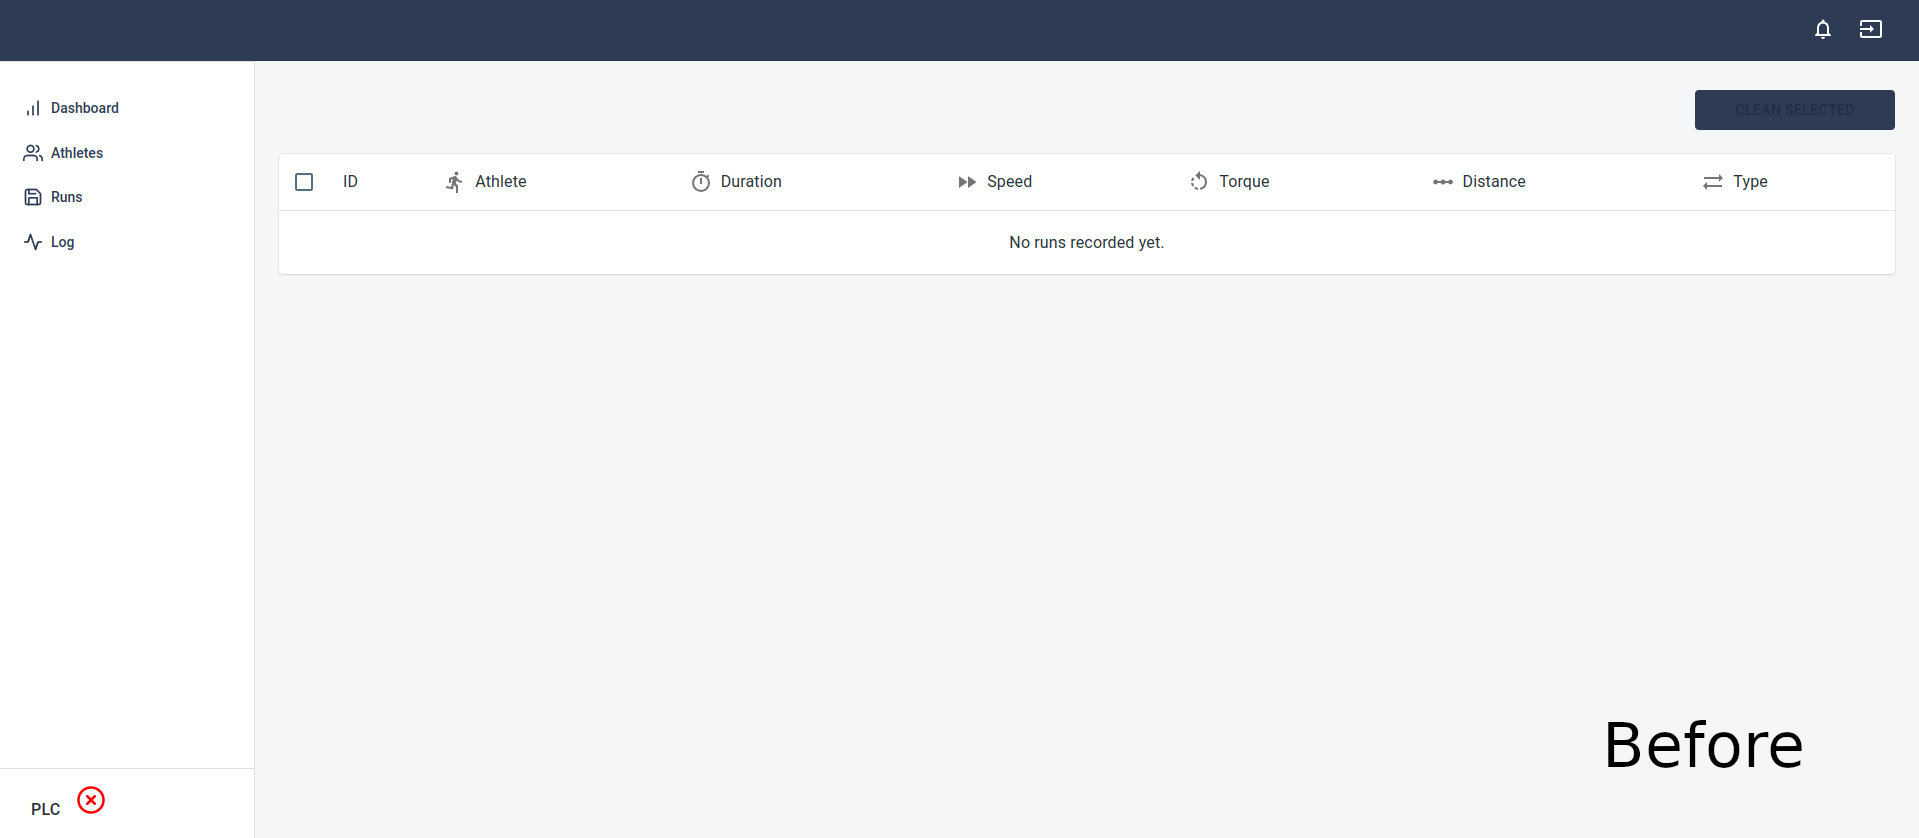 Dashboard
Athletes
Runs
Log
CLEAN SELECTED
ID Athlete Duration Speed Torque Distance Type
No runs recorded yet.
Before
PLC